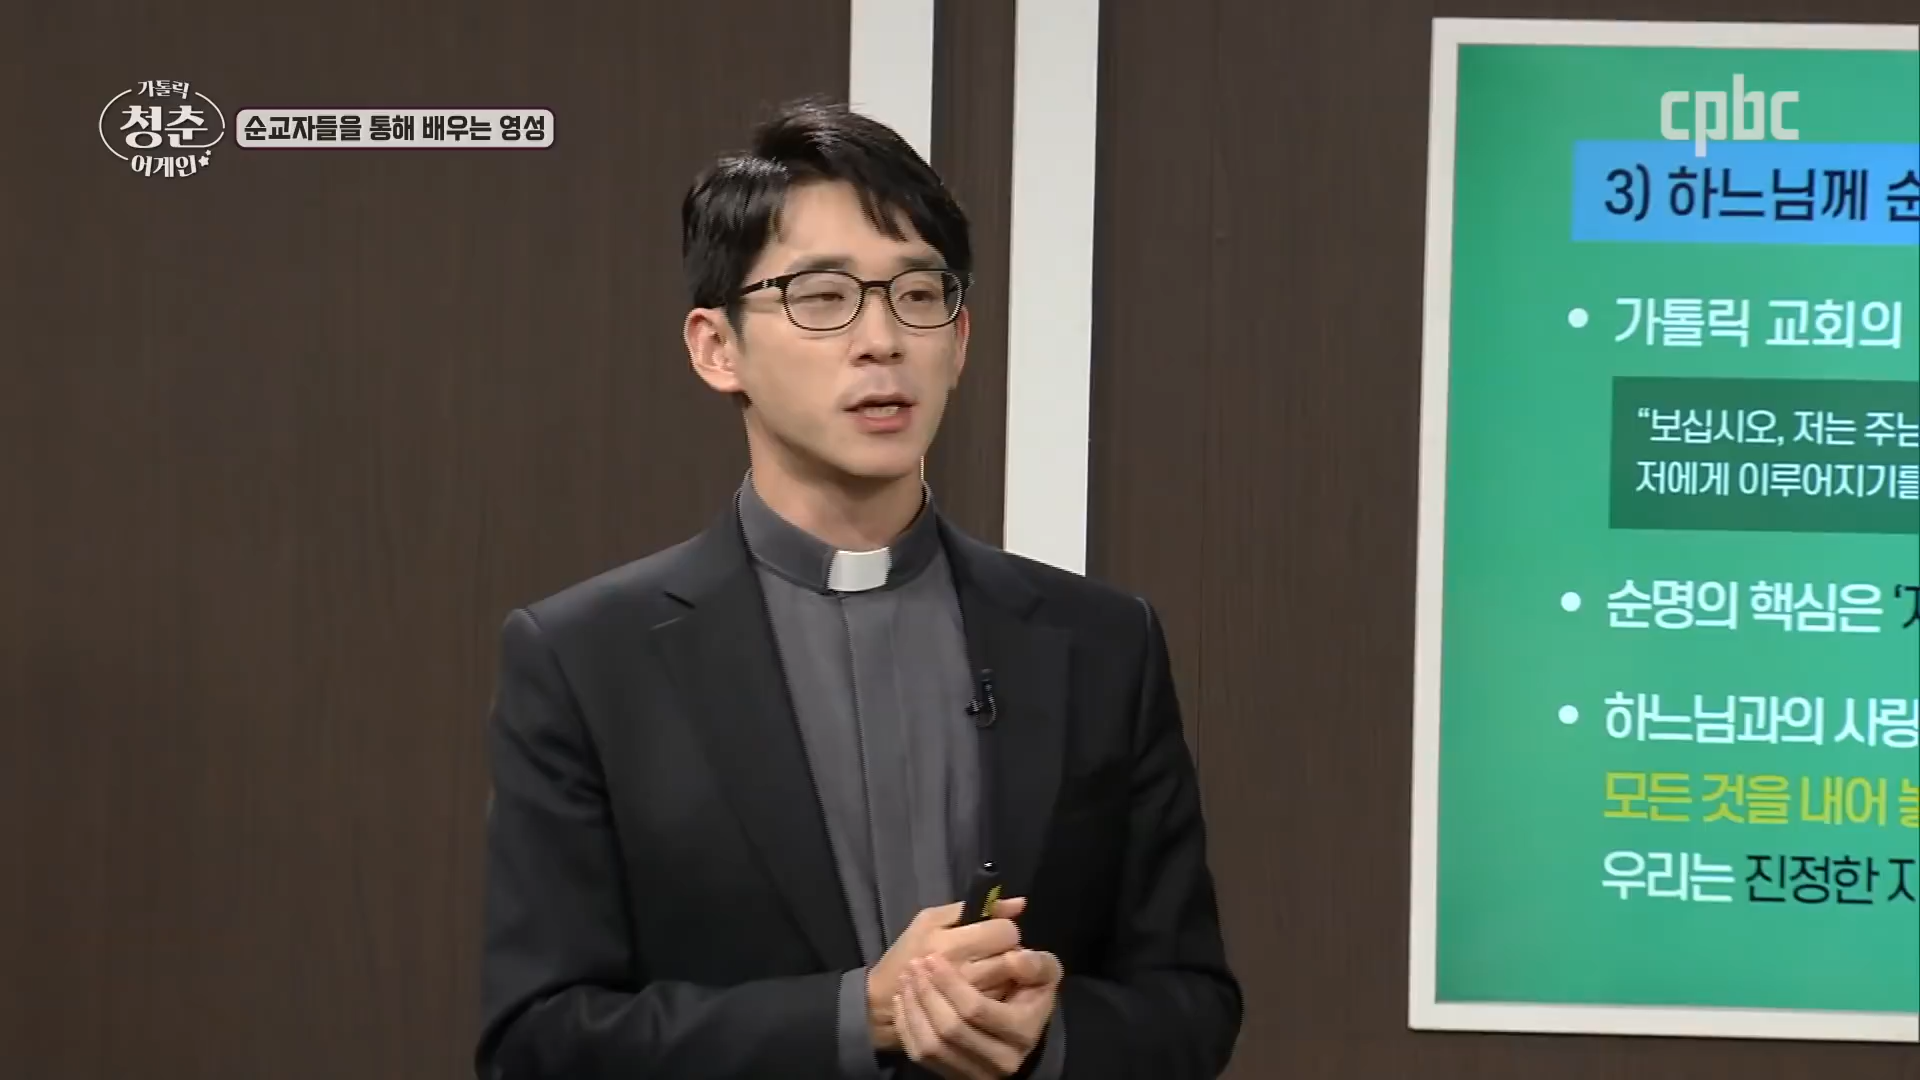 가톨릭
청춘
어게인
순교자들을 통해 배우는 영성
cpbc
3) 하느님께
• 가톨릭 교회의
“보십시오, 저는 주님
저에게 이루어지기를
• 순명의 핵심은
• 하느님과의 사랑
모든 것을 내어
우리는 진정한